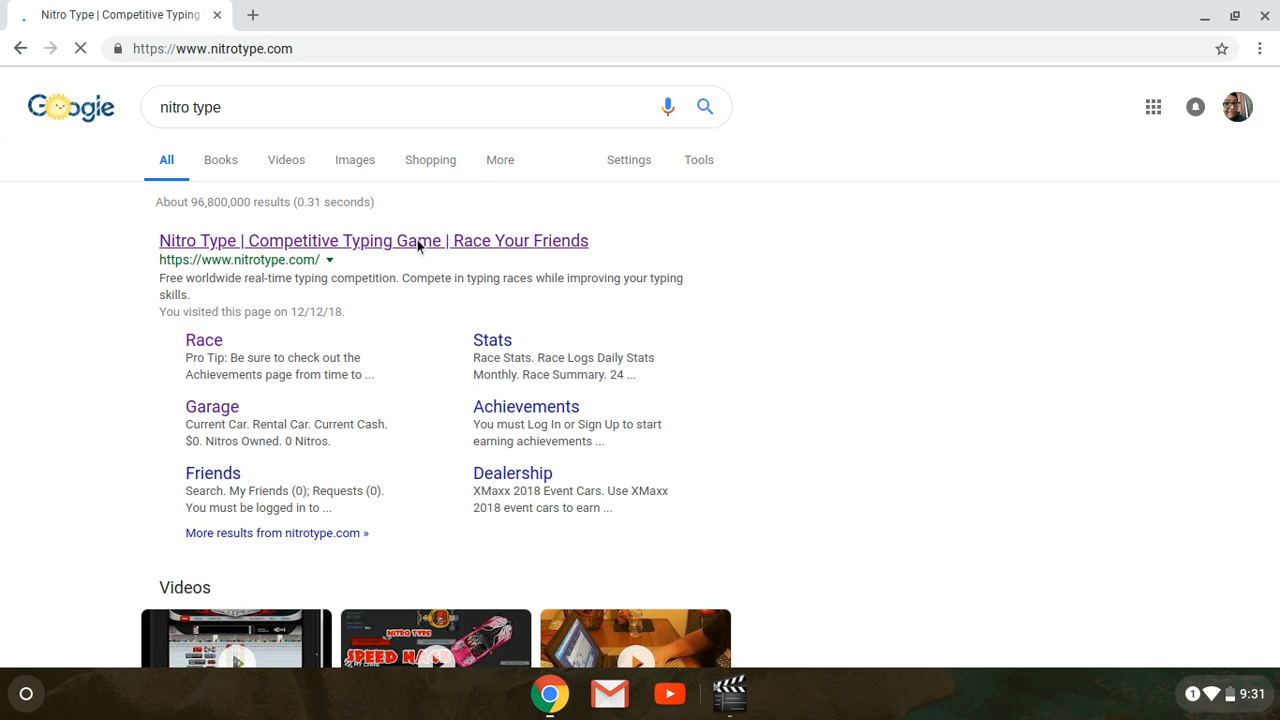 Nitro Type | Competitive Typing
https://www.nitrotype.com
Google
nitro type
All Books Videos Images Shopping More Settings Tools
About 96,800,000 results (0.31 seconds)
Nitro Type | Competitive Typing Game | Race Your Friends
https://www.nitrotype.com/
Free worldwide real-time typing competition. Compete in typing races while improving your typing
skills.
You visited this page on 12/12/18.
Race
Pro Tip: Be sure to check out the
Achievements page from time to ...
Stats
Race Stats. Race Logs Daily Stats
Monthly. Race Summary. 24 ...
Garage
Current Car. Rental Car. Current Cash.
$0. Nitros Owned. 0 Nitros.
Achievements
You must Log In or Sign Up to start
earning achievements ...
Friends
Search. My Friends (0); Requests (0).
You must be logged in to ...
Dealership
XMaxx 2018 Event Cars. Use XMaxx
2018 event cars to earn ...
More results from nitrotype.com »
Videos
NITRO TYPE
SPEED HACK
1 9:31